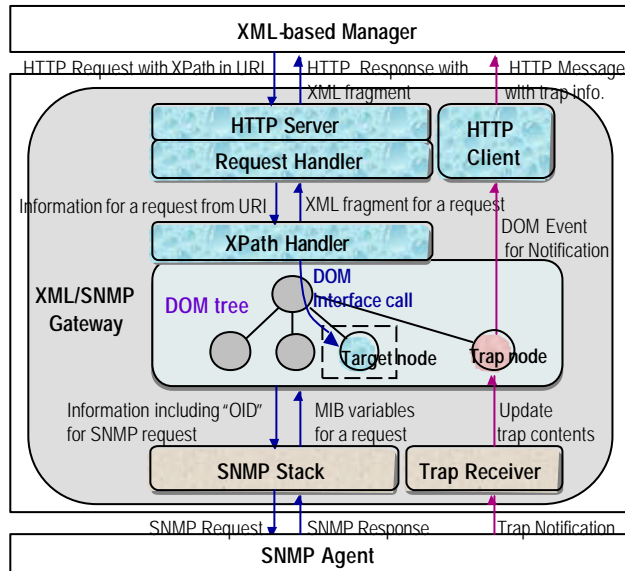 XML-based Manager
HTTP Request with XPath in URI
HTTP Response with
XML fragment
HTTP Message
with trap info.
HTTP Server
Request Handler
HTTP
Client
Information for a request from URI
XML fragment for a request
DOM Event
for Notification
XPath Handler
XML/SNMP
Gateway
DOM tree
DOM
Interface call
Target node
Trap node
Information including “OID”
for SNMP request
MIB variables
for a request
Update
trap contents
SNMP Stack
Trap Receiver
SNMP Request
SNMP Response
Trap Notification
SNMP Agent